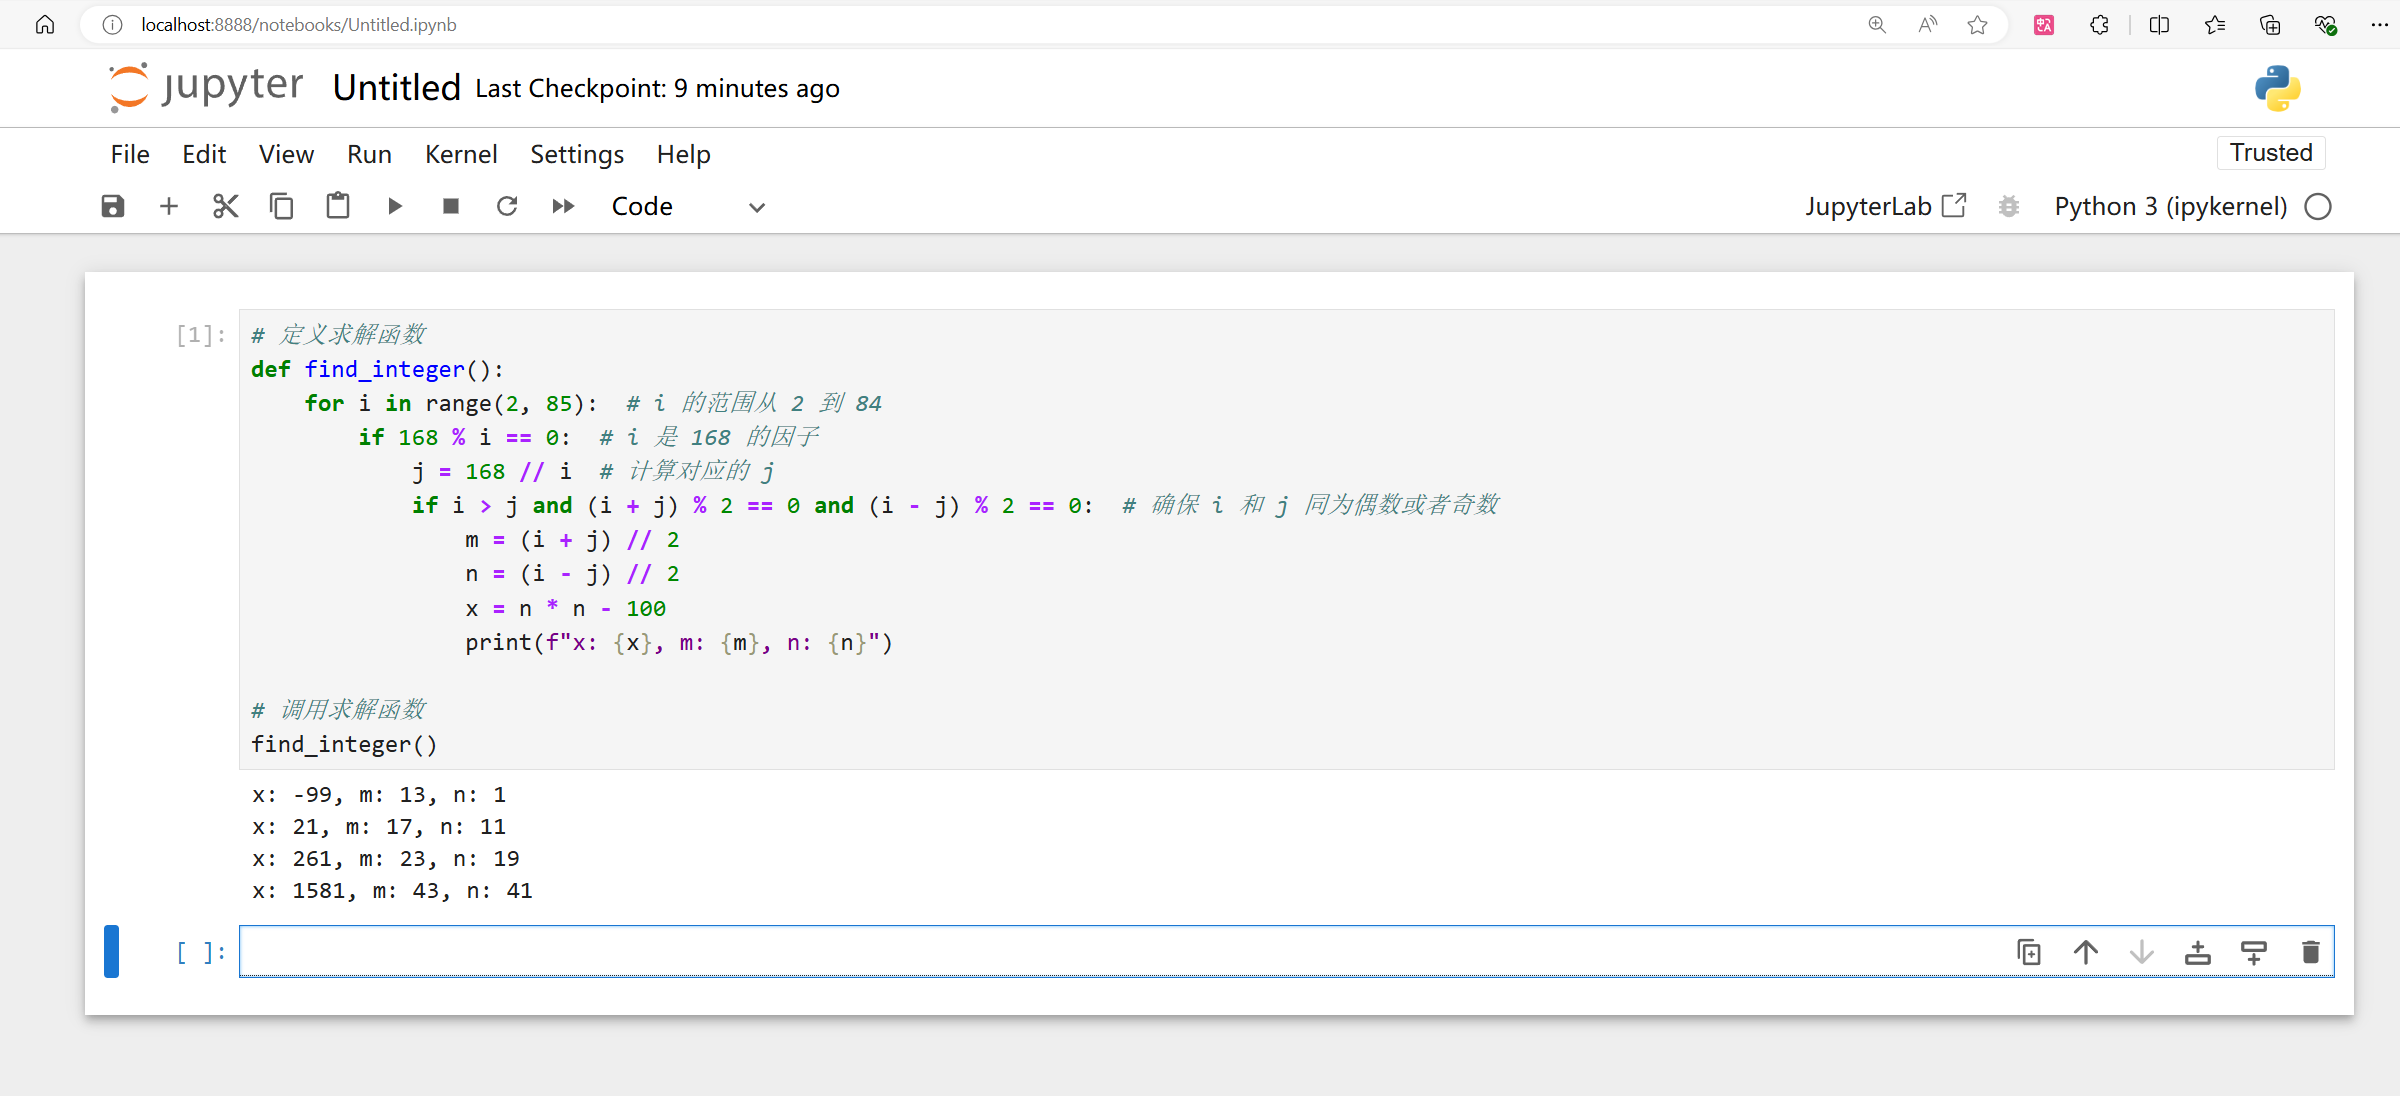 localhost:8888/notebooks/Untitled.ipynb
jupyter Untitled Last Checkpoint: 9 minutes ago
File Edit View Run Kernel Settings Help Trusted
Code JupyterLab Python 3 (ipykernel)
[1]: # 定义求解函数
def find_integer():
    for i in range(2, 85):  # i 的范围从 2 到 84
        if 168 % i == 0:  # i 是 168 的因子
            j = 168 // i  # 计算对应的 j
            if i > j and (i + j) % 2 == 0 and (i - j) % 2 == 0:  # 确保 i 和 j 同为偶数或者奇数
                m = (i + j) // 2
                n = (i - j) // 2
                x = n * n - 100
                print(f"x: {x}, m: {m}, n: {n}")
# 调用求解函数
find_integer()
x: -99, m: 13, n: 1
x: 21, m: 17, n: 11
x: 261, m: 23, n: 19
x: 1581, m: 43, n: 41
[ ]: